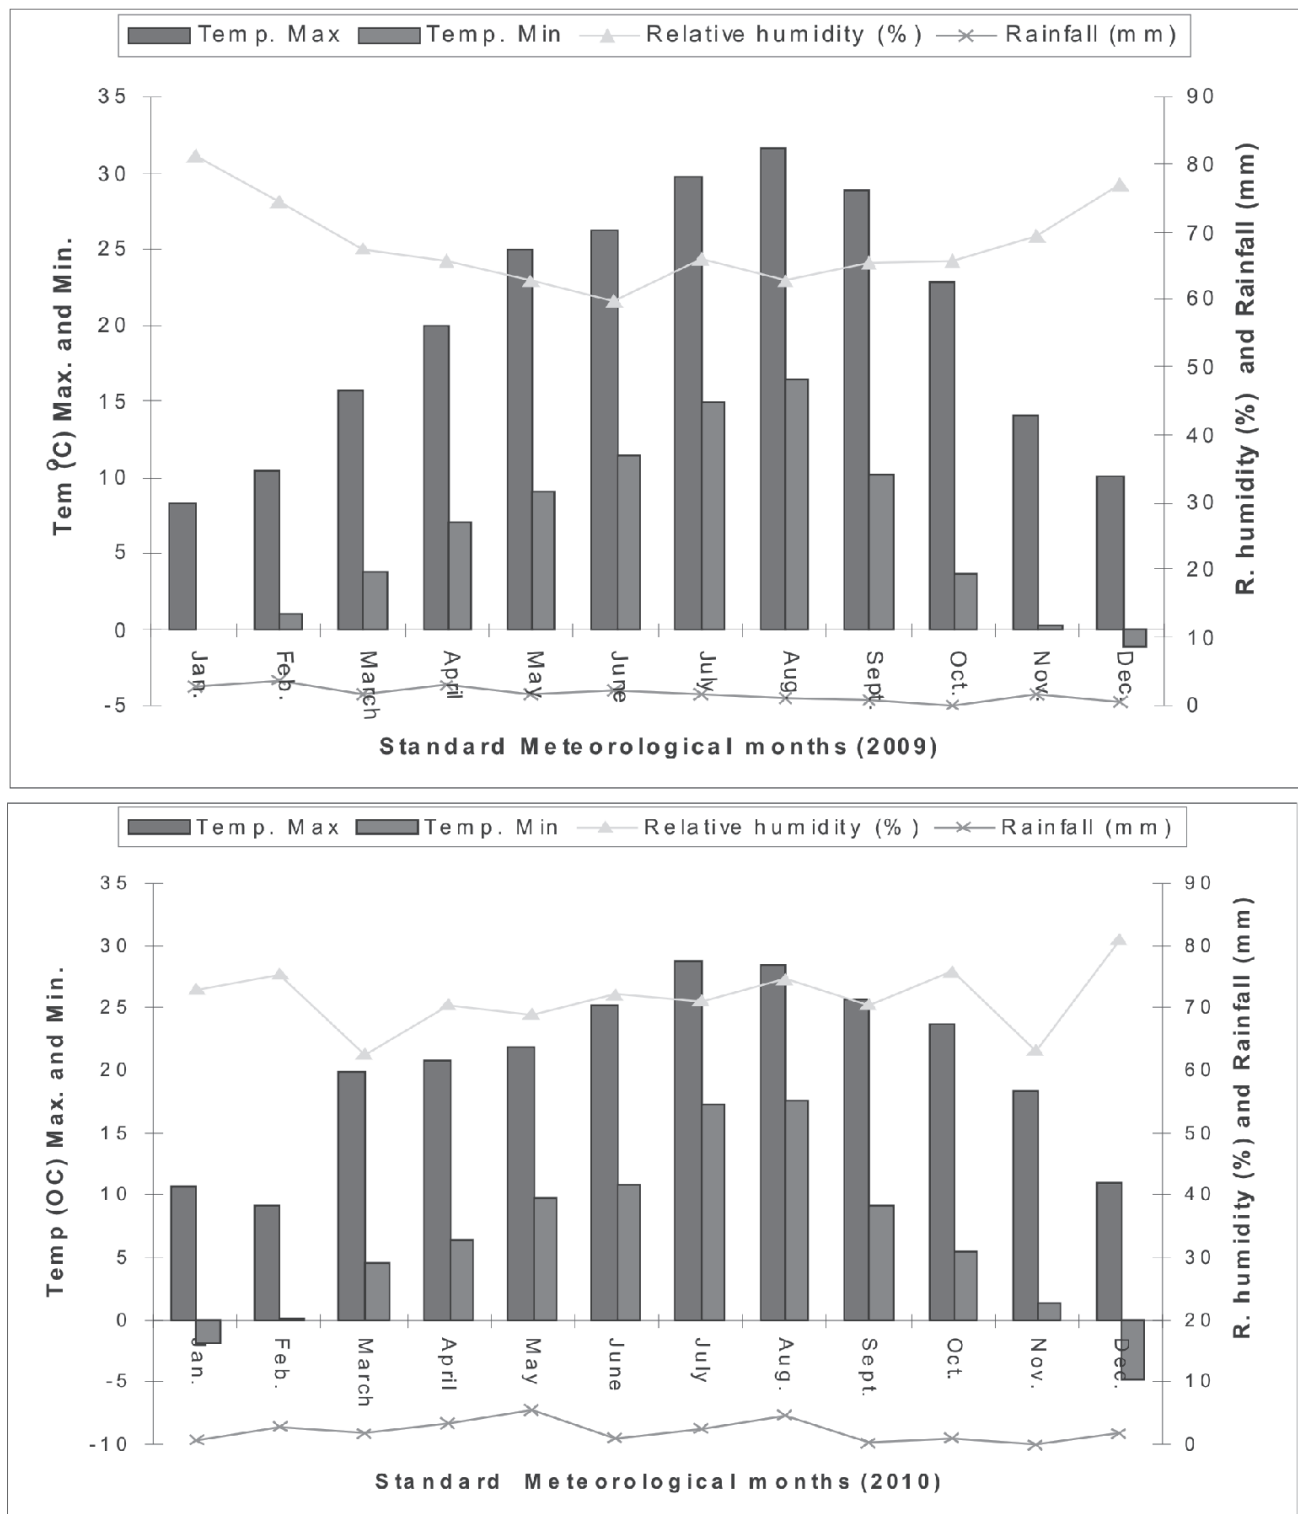 Temp. Max Temp. Min Relative humidity (%) Rainfall (mm)
35 90
30 80
25 70
20 60
15 50
10 40
5 30
0 20
-5 10
0
Tem (ºC) Max. and Min.
R. humidity (%) and Rainfall (mm)
Jan. Feb. March April May June July Aug. Sept. Oct. Nov. Dec.
Standard Meteorological months (2009)
Temp. Max Temp. Min Relative humidity (%) Rainfall (mm)
35 90
30 80
25 70
20 60
15 50
10 40
5 30
0 20
-5 10
-10 0
Temp (OC) Max. and Min.
R. humidity (%) and Rainfall (mm)
Jan. Feb. March April May June July Aug. Sept. Oct. Nov. Dec.
Standard Meteorological months (2010)